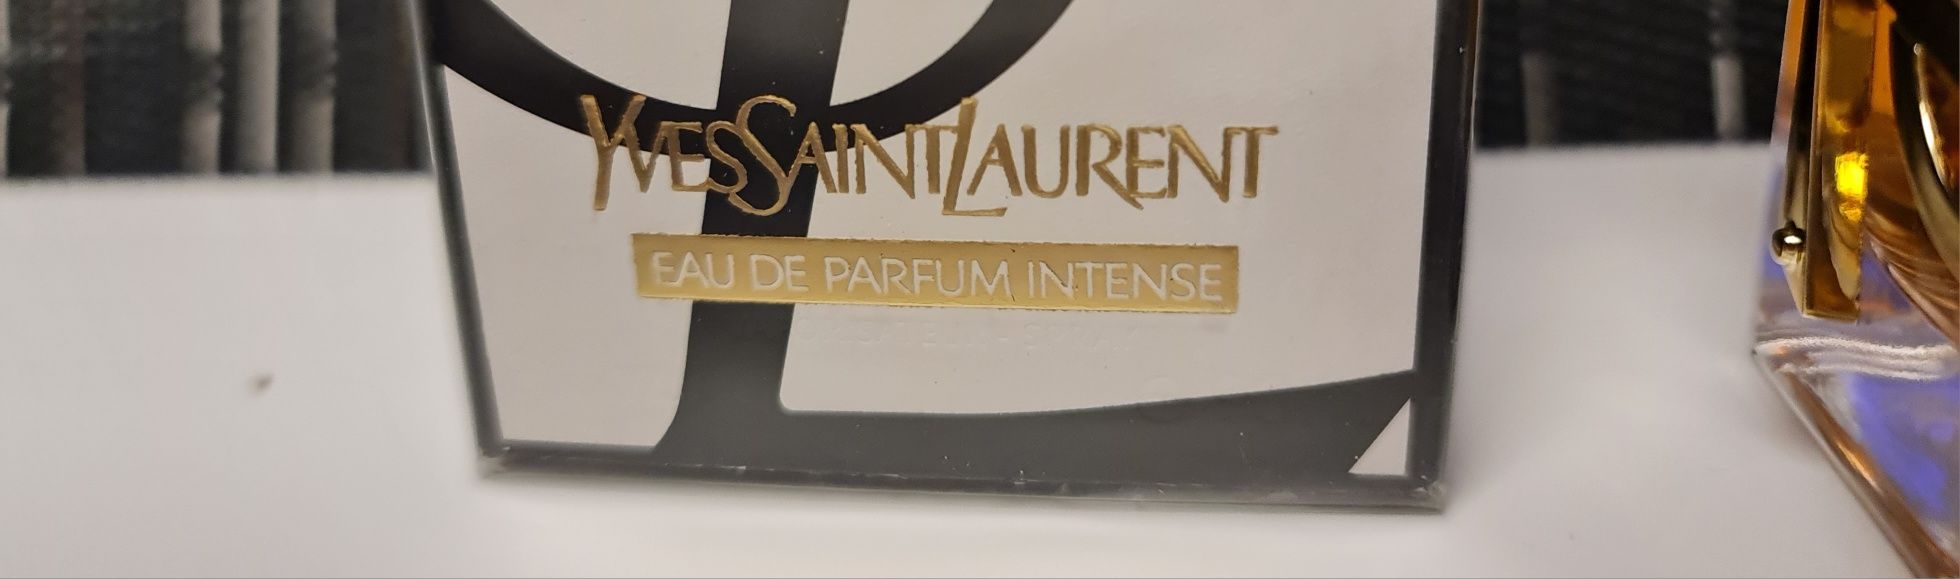 YVESSAINTLAURENT
EAU DE PARFUM INTENSE